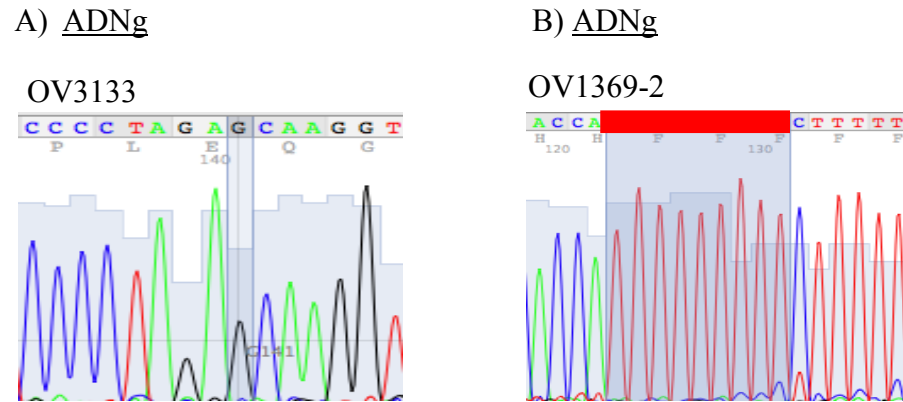 A) ADNg
OV3133
C C C C T A G A G C A A G G T
P L E Q G
140
G141
B) ADNg
OV1369-2
A C C A C T T T T T
H H F F F F F
120 130